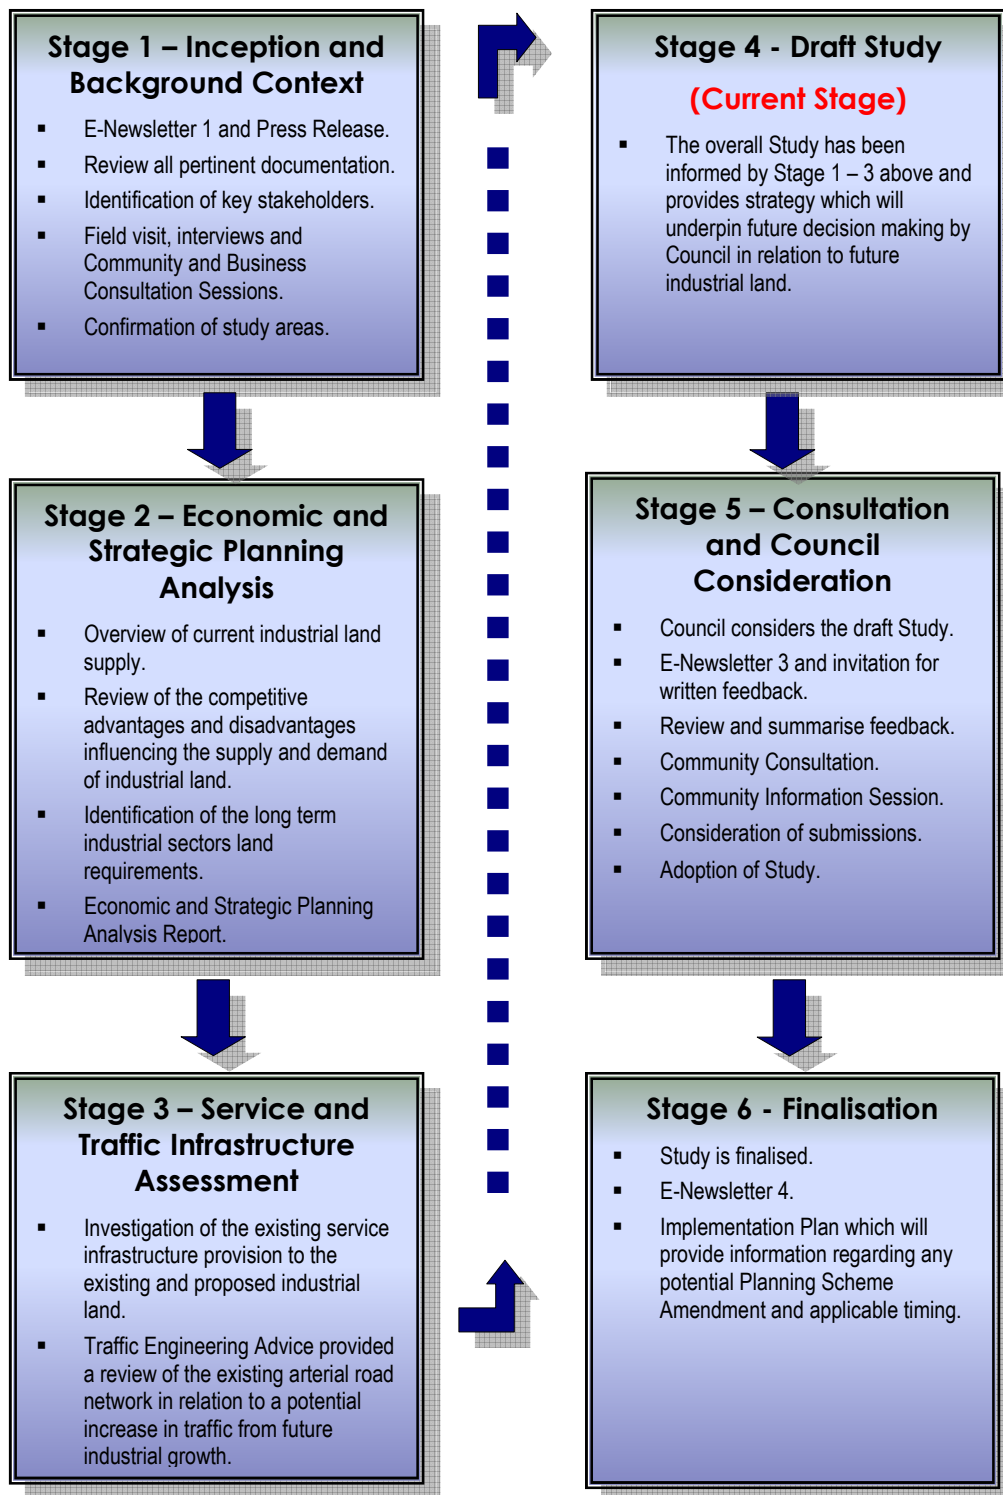 Stage 1 – Inception and
Background Context
▪ E-Newsletter 1 and Press Release.
▪ Review all pertinent documentation.
▪ Identification of key stakeholders.
▪ Field visit, interviews and
Community and Business
Consultation Sessions.
▪ Confirmation of study areas.
Stage 2 – Economic and
Strategic Planning
Analysis
▪ Overview of current industrial land
supply.
▪ Review of the competitive
advantages and disadvantages
influencing the supply and demand
of industrial land.
▪ Identification of the long term
industrial sectors land
requirements.
▪ Economic and Strategic Planning
Analysis Report.
Stage 3 – Service and
Traffic Infrastructure
Assessment
▪ Investigation of the existing service
infrastructure provision to the
existing and proposed industrial
land.
▪ Traffic Engineering Advice provided
a review of the existing arterial road
network in relation to a potential
increase in traffic from future
industrial growth.
Stage 4 - Draft Study
(Current Stage)
▪ The overall Study has been
informed by Stage 1 – 3 above and
provides strategy which will
underpin future decision making by
Council in relation to future
industrial land.
Stage 5 – Consultation
and Council
Consideration
▪ Council considers the draft Study.
▪ E-Newsletter 3 and invitation for
written feedback.
▪ Review and summarise feedback.
▪ Community Consultation.
▪ Community Information Session.
▪ Consideration of submissions.
▪ Adoption of Study.
Stage 6 - Finalisation
▪ Study is finalised.
▪ E-Newsletter 4.
▪ Implementation Plan which will
provide information regarding any
potential Planning Scheme
Amendment and applicable timing.